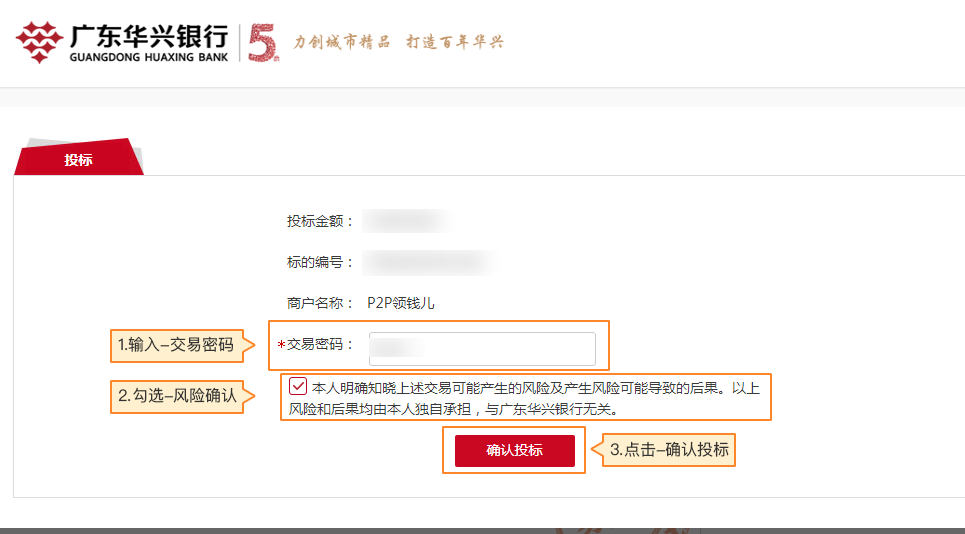 广东华兴银行
GUANGDONG HUAXING BANK
5
力创城市精品 打造百年华兴
投标
投标金额：
标的编号：
商户名称： P2P领钱儿
1.输入-交易密码
*交易密码：
2.勾选-风险确认
本人明确知晓上述交易可能产生的风险及产生风险可能导致的后果。以上
风险和后果均由本人独自承担，与广东华兴银行无关。
确认投标
3.点击-确认投标